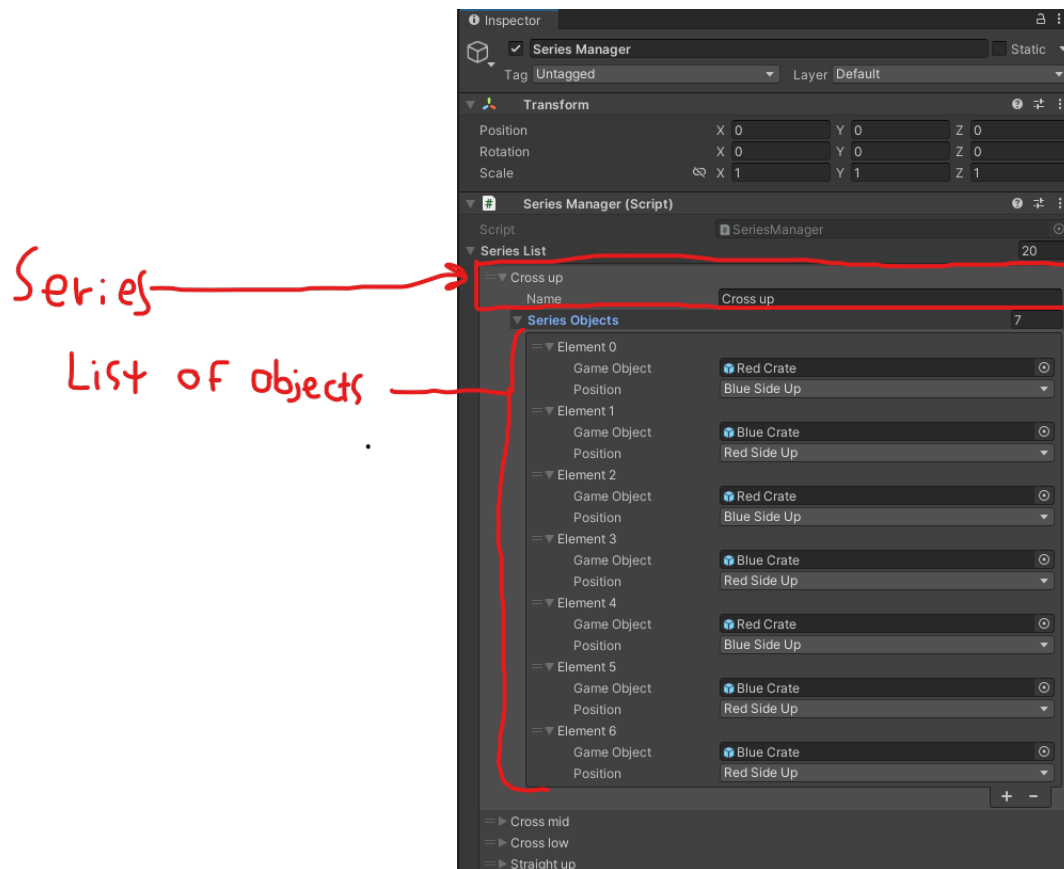 Inspector
Series Manager Static
Tag Untagged Layer Default
Transform
Position X 0 Y 0 Z 0
Rotation X 0 Y 0 Z 0
Scale X 1 Y 1 Z 1
# Series Manager (Script)
Script # SeriesManager
Series List 20
Series
Cross up
Name Cross up
Series Objects 7
List of objects
Element 0
Game Object Red Crate
Position Blue Side Up
Element 1
Game Object Blue Crate
Position Red Side Up
Element 2
Game Object Red Crate
Position Blue Side Up
Element 3
Game Object Blue Crate
Position Red Side Up
Element 4
Game Object Red Crate
Position Blue Side Up
Element 5
Game Object Blue Crate
Position Red Side Up
Element 6
Game Object Blue Crate
Position Red Side Up
+ -
Cross mid
Cross low
Straight up